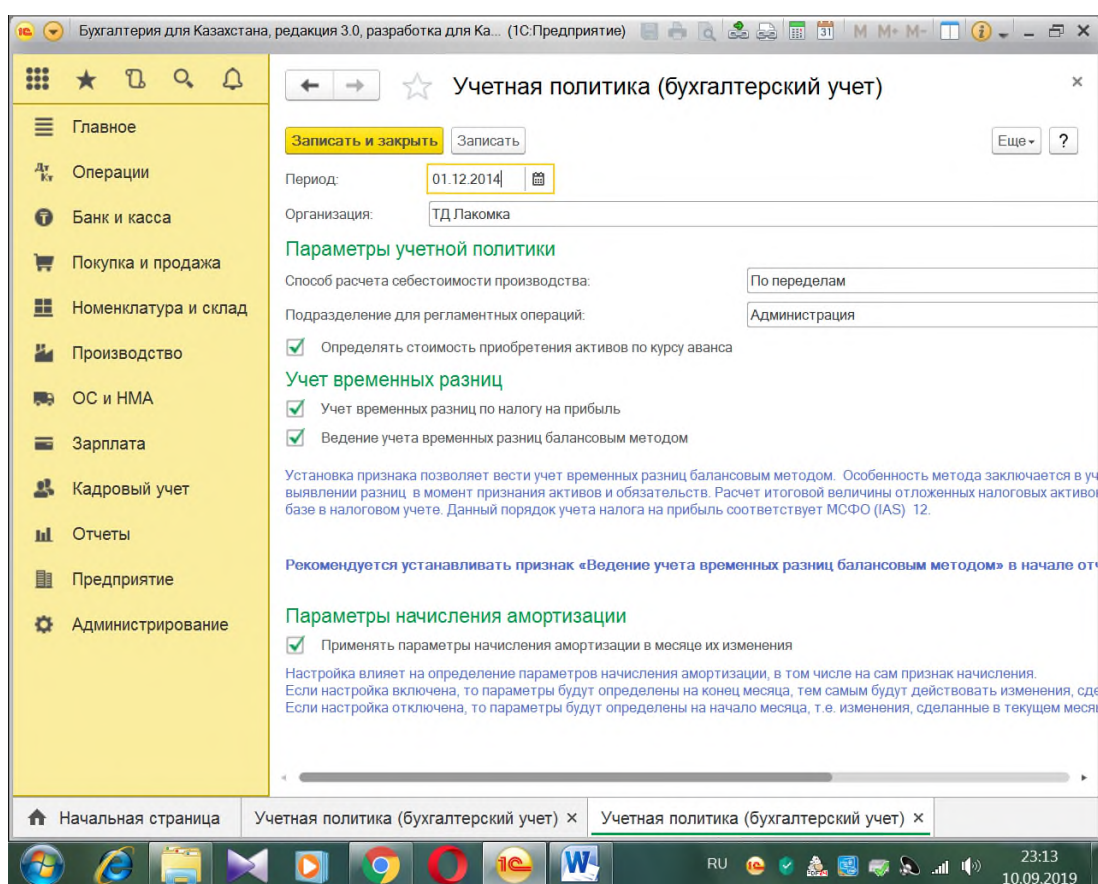 Бухгалтерия для Казахстана, редакция 3.0, разработка для Ка... (1С:Предприятие)
31 M M+ M-
Главное
Операции
Банк и касса
Покупка и продажа
Номенклатура и склад
Производство
ОС и НМА
Зарплата
Кадровый учет
Отчеты
Предприятие
Администрирование
Учетная политика (бухгалтерский учет)
Записать и закрыть Записать Еще ?
Период: 01.12.2014
Организация: ТД Лакомка
Параметры учетной политики
Способ расчета себестоимости производства: По переделам
Подразделение для регламентных операций: Администрация
Определять стоимость приобретения активов по курсу аванса
Учет временных разниц
Учет временных разниц по налогу на прибыль
Ведение учета временных разниц балансовым методом
Установка признака позволяет вести учет временных разниц балансовым методом. Особенность метода заключается в уч
выявлении разниц в момент признания активов и обязательств. Расчет итоговой величины отложенных налоговых активо
базе в налоговом учете. Данный порядок учета налога на прибыль соответствует МСФО (IAS) 12.
Рекомендуется устанавливать признак «Ведение учета временных разниц балансовым методом» в начале отч
Параметры начисления амортизации
Применять параметры начисления амортизации в месяце их изменения
Настройка влияет на определение параметров начисления амортизации, в том числе на сам признак начисления.
Если настройка включена, то параметры будут определены на конец месяца, тем самым будут действовать изменения, сде
Если настройка отключена, то параметры будут определены на начало месяца, т.е. изменения, сделанные в текущем меся
Начальная страница Учетная политика (бухгалтерский учет) × Учетная политика (бухгалтерский учет) ×
RU 23:13
10.09.2019